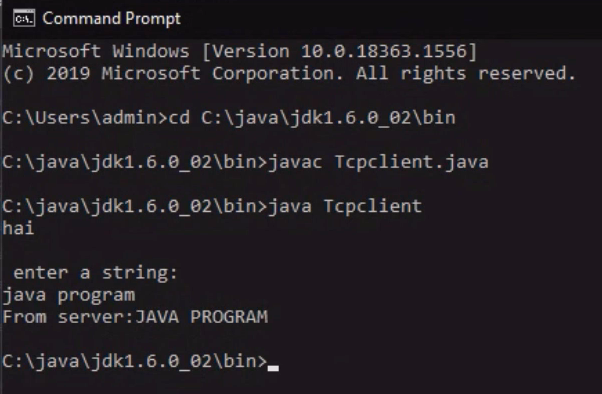 Command Prompt
Microsoft Windows [Version 10.0.18363.1556]
(c) 2019 Microsoft Corporation. All rights reserved.
C:\Users\admin>cd C:\java\jdk1.6.0_02\bin
C:\java\jdk1.6.0_02\bin>javac Tcpclient.java
C:\java\jdk1.6.0_02\bin>java Tcpclient
hai
enter a string:
java program
From server:JAVA PROGRAM
C:\java\jdk1.6.0_02\bin>